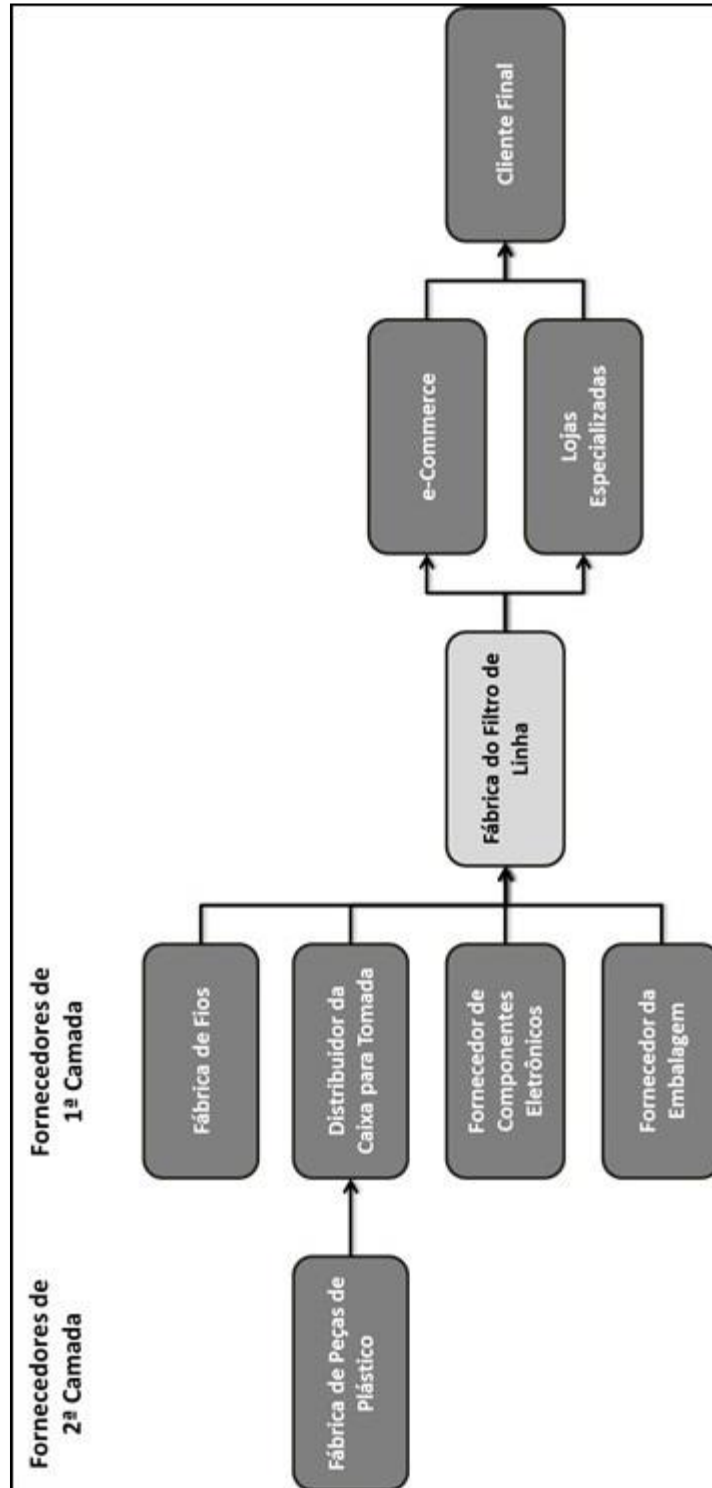 Fornecedores de
2ª Camada
Fornecedores de
1ª Camada
Fábrica de Peças de
Plástico
Fábrica de Fios
Distribuidor da
Caixa para Tomada
Fornecedor de
Componentes
Eletrônicos
Fornecedor da
Embalagem
Fábrica do Filtro de
Linha
e-Commerce
Lojas
Especializadas
Cliente Final